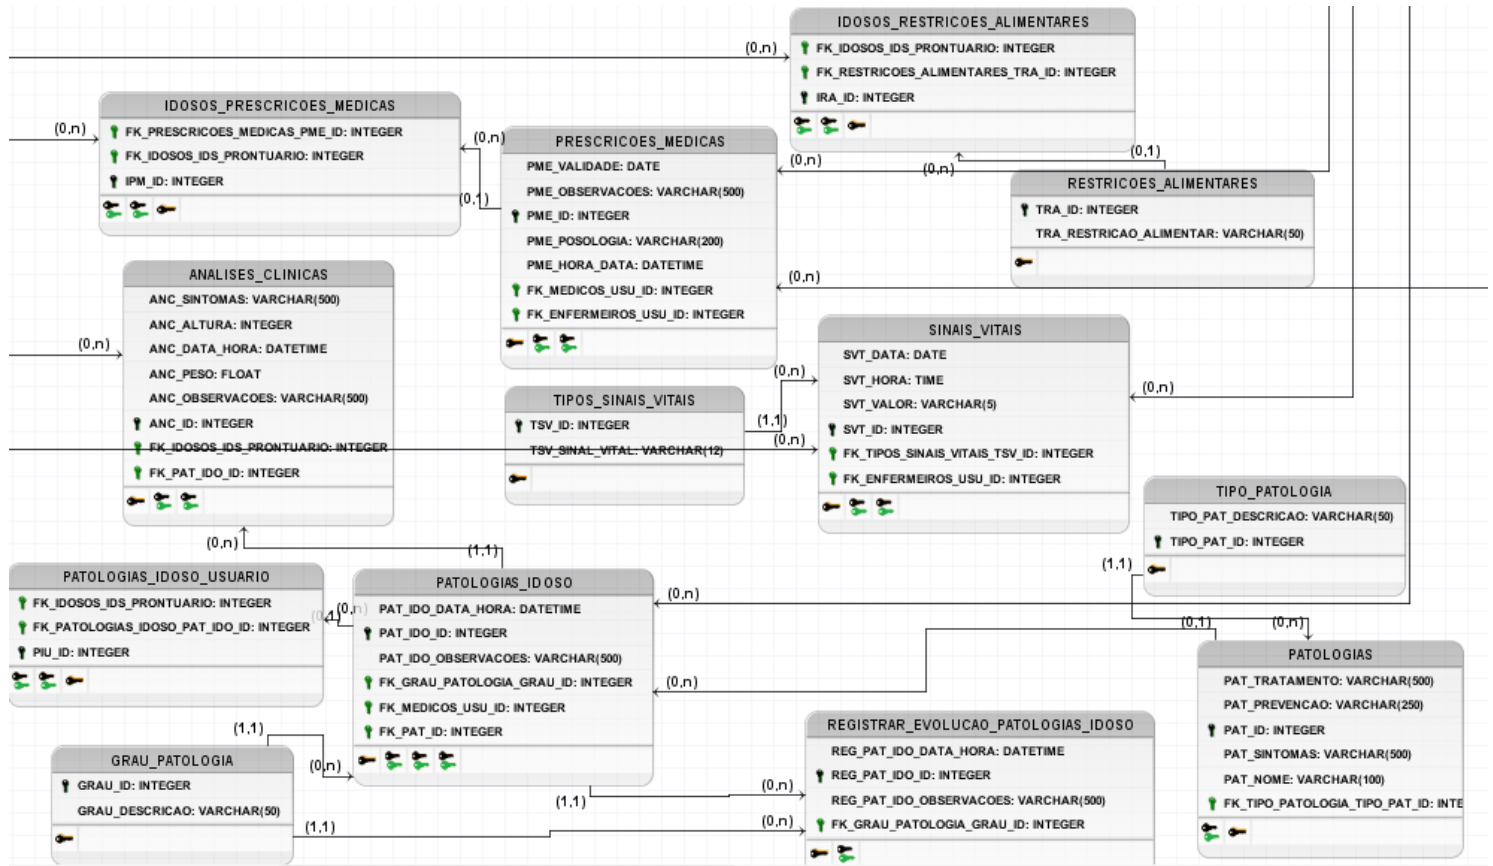 IDOSOS_RESTRICOES_ALIMENTARES
(0,n)
FK_IDOSOS_IDS_PRONTUARIO: INTEGER
FK_RESTRICOES_ALIMENTARES_TRA_ID: INTEGER
IRA_ID: INTEGER
IDOSOS_PRESCRICOES_MEDICAS
(0,n)
FK_PRESCRICOES_MEDICAS_PME_ID: INTEGER
FK_IDOSOS_IDS_PRONTUARIO: INTEGER
IPM_ID: INTEGER
(0,n)
(0,1)
PRESCRICOES_MEDICAS
PME_VALIDADE: DATE
PME_OBSERVACOES: VARCHAR(500)
PME_ID: INTEGER
PME_POSOLOGIA: VARCHAR(200)
PME_HORA_DATA: DATETIME
FK_MEDICOS_USU_ID: INTEGER
FK_ENFERMEIROS_USU_ID: INTEGER
(0,n)
(0,n)
(0,n)
(0,1)
RESTRICOES_ALIMENTARES
TRA_ID: INTEGER
TRA_RESTRICAO_ALIMENTAR: VARCHAR(50)
ANALISES_CLINICAS
ANC_SINTOMAS: VARCHAR(500)
ANC_ALTURA: INTEGER
(0,n)
ANC_DATA_HORA: DATETIME
ANC_PESO: FLOAT
ANC_OBSERVACOES: VARCHAR(500)
ANC_ID: INTEGER
FK_IDOSOS_IDS_PRONTUARIO: INTEGER
FK_PAT_IDO_ID: INTEGER
TIPOS_SINAIS_VITAIS
TSV_ID: INTEGER
TSV_SINAL_VITAL: VARCHAR(12)
(0,n)
(1,1)
(0,n)
SINAIS_VITAIS
SVT_DATA: DATE
SVT_HORA: TIME
SVT_VALOR: VARCHAR(5)
SVT_ID: INTEGER
FK_TIPOS_SINAIS_VITAIS_TSV_ID: INTEGER
FK_ENFERMEIROS_USU_ID: INTEGER
(0,n)
TIPO_PATOLOGIA
TIPO_PAT_DESCRICAO: VARCHAR(50)
TIPO_PAT_ID: INTEGER
(1,1)
(0,n)
(1,1)
PATOLOGIAS_IDOSO_USUARIO
FK_IDOSOS_IDS_PRONTUARIO: INTEGER
FK_PATOLOGIAS_IDOSO_PAT_IDO_ID: INTEGER
PIU_ID: INTEGER
(0,1)
(0,n)
PATOLOGIAS_IDOSO
PAT_IDO_DATA_HORA: DATETIME
PAT_IDO_ID: INTEGER
PAT_IDO_OBSERVACOES: VARCHAR(500)
FK_GRAU_PATOLOGIA_GRAU_ID: INTEGER
FK_MEDICOS_USU_ID: INTEGER
FK_PAT_ID: INTEGER
(0,n)
(0,n)
(0,1)
(0,n)
PATOLOGIAS
PAT_TRATAMENTO: VARCHAR(500)
PAT_PREVENCAO: VARCHAR(250)
PAT_ID: INTEGER
PAT_SINTOMAS: VARCHAR(500)
PAT_NOME: VARCHAR(100)
FK_TIPO_PATOLOGIA_TIPO_PAT_ID: INTE
(1,1)
(0,n)
GRAU_PATOLOGIA
GRAU_ID: INTEGER
GRAU_DESCRICAO: VARCHAR(50)
(1,1)
(1,1)
(0,n)
(0,n)
REGISTRAR_EVOLUCAO_PATOLOGIAS_IDOSO
REG_PAT_IDO_DATA_HORA: DATETIME
REG_PAT_IDO_ID: INTEGER
REG_PAT_IDO_OBSERVACOES: VARCHAR(500)
FK_GRAU_PATOLOGIA_GRAU_ID: INTEGER